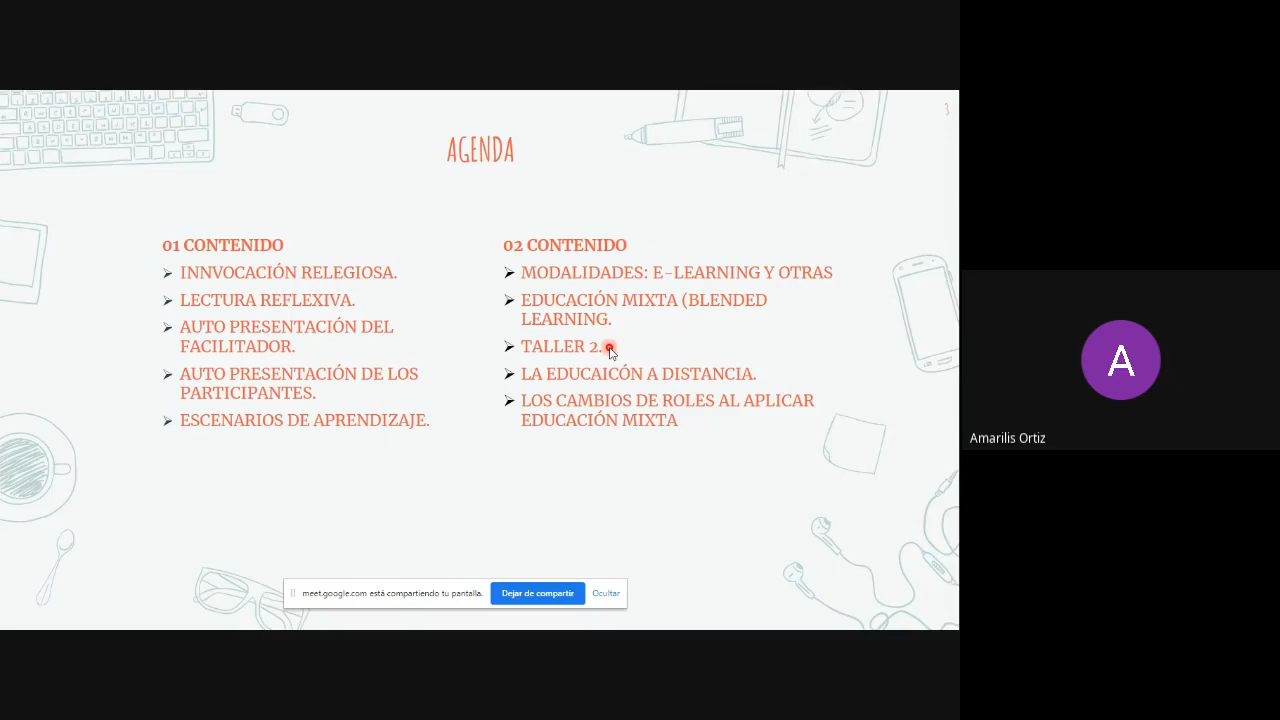 3
AGENDA
01 CONTENIDO
INNVOCACIÓN RELEGIOSA.
LECTURA REFLEXIVA.
AUTO PRESENTACIÓN DEL
FACILITADOR.
AUTO PRESENTACIÓN DE LOS
PARTICIPANTES.
ESCENARIOS DE APRENDIZAJE.
02 CONTENIDO
MODALIDADES: E-LEARNING Y OTRAS
EDUCACIÓN MIXTA (BLENDED
LEARNING.
TALLER 2.
LA EDUCAICÓN A DISTANCIA.
LOS CAMBIOS DE ROLES AL APLICAR
EDUCACIÓN MIXTA
meet.google.com está compartiendo tu pantalla.
Dejar de compartir
Ocultar
A
Amarilis Ortiz